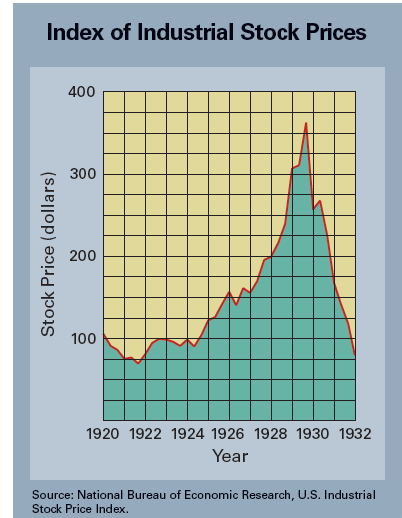 Index of Industrial Stock Prices
Stock Price (dollars)
400
300
200
100
1920 1922 1924 1926 1928 1930 1932
Year
Source: National Bureau of Economic Research, U.S. Industrial
Stock Price Index.